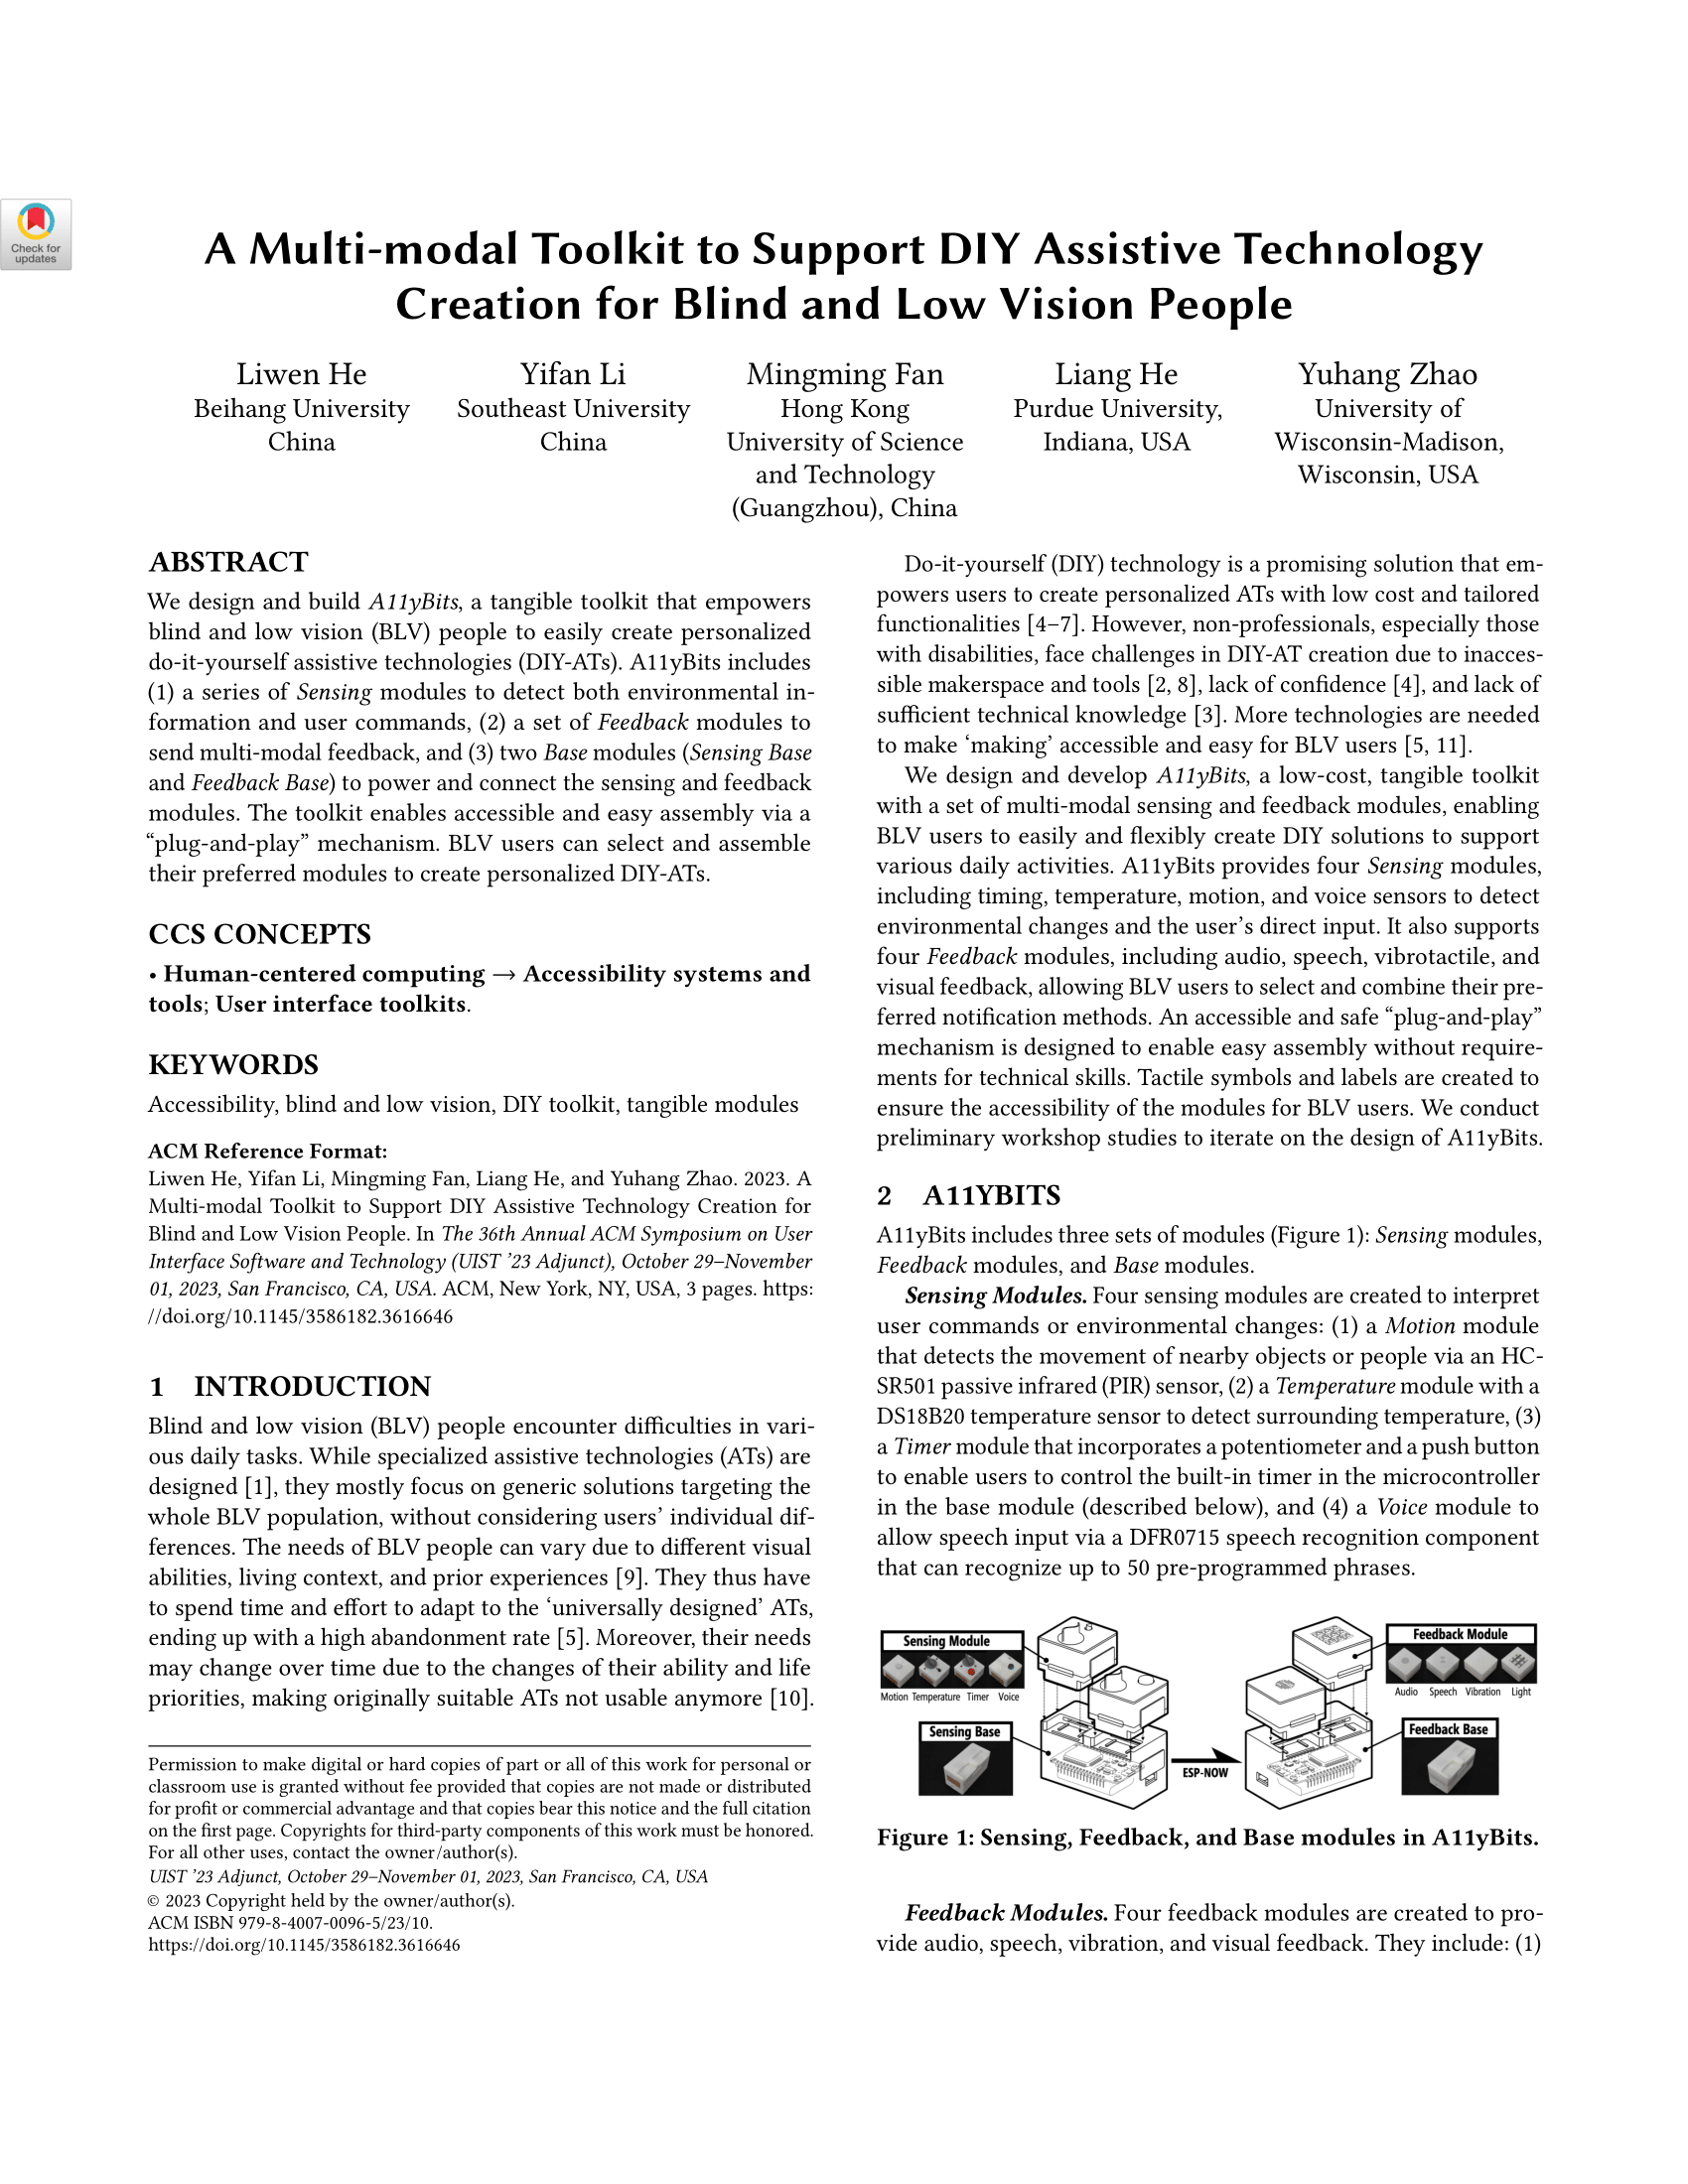 Check for
updates
A Multi-modal Toolkit to Support DIY Assistive Technology
Creation for Blind and Low Vision People
Liwen He
Beihang University
China
Yifan Li
Southeast University
China
Mingming Fan
Hong Kong
University of Science
and Technology
(Guangzhou), China
Liang He
Purdue University,
Indiana, USA
Yuhang Zhao
University of
Wisconsin-Madison,
Wisconsin, USA
ABSTRACT
We design and build A11yBits, a tangible toolkit that empowers
blind and low vision (BLV) people to easily create personalized
do-it-yourself assistive technologies (DIY-ATs). A11yBits includes
(1) a series of Sensing modules to detect both environmental in-
formation and user commands, (2) a set of Feedback modules to
send multi-modal feedback, and (3) two Base modules (Sensing Base
and Feedback Base) to power and connect the sensing and feedback
modules. The toolkit enables accessible and easy assembly via a
“plug-and-play” mechanism. BLV users can select and assemble
their preferred modules to create personalized DIY-ATs.
CCS CONCEPTS
• Human-centered computing → Accessibility systems and
tools; User interface toolkits.
KEYWORDS
Accessibility, blind and low vision, DIY toolkit, tangible modules
ACM Reference Format:
Liwen He, Yifan Li, Mingming Fan, Liang He, and Yuhang Zhao. 2023. A
Multi-modal Toolkit to Support DIY Assistive Technology Creation for
Blind and Low Vision People. In The 36th Annual ACM Symposium on User
Interface Software and Technology (UIST ’23 Adjunct), October 29–November
01, 2023, San Francisco, CA, USA. ACM, New York, NY, USA, 3 pages. https:
//doi.org/10.1145/3586182.3616646
1 INTRODUCTION
Blind and low vision (BLV) people encounter difficulties in vari-
ous daily tasks. While specialized assistive technologies (ATs) are
designed [1], they mostly focus on generic solutions targeting the
whole BLV population, without considering users’ individual dif-
ferences. The needs of BLV people can vary due to different visual
abilities, living context, and prior experiences [9]. They thus have
to spend time and effort to adapt to the ‘universally designed’ ATs,
ending up with a high abandonment rate [5]. Moreover, their needs
may change over time due to the changes of their ability and life
priorities, making originally suitable ATs not usable anymore [10].
Permission to make digital or hard copies of part or all of this work for personal or
classroom use is granted without fee provided that copies are not made or distributed
for profit or commercial advantage and that copies bear this notice and the full citation
on the first page. Copyrights for third-party components of this work must be honored.
For all other uses, contact the owner/author(s).
UIST ’23 Adjunct, October 29–November 01, 2023, San Francisco, CA, USA
© 2023 Copyright held by the owner/author(s).
ACM ISBN 979-8-4007-0096-5/23/10.
https://doi.org/10.1145/3586182.3616646
Do-it-yourself (DIY) technology is a promising solution that em-
powers users to create personalized ATs with low cost and tailored
functionalities [4–7]. However, non-professionals, especially those
with disabilities, face challenges in DIY-AT creation due to inacces-
sible makerspace and tools [2, 8], lack of confidence [4], and lack of
sufficient technical knowledge [3]. More technologies are needed
to make ‘making’ accessible and easy for BLV users [5, 11].
We design and develop A11yBits, a low-cost, tangible toolkit
with a set of multi-modal sensing and feedback modules, enabling
BLV users to easily and flexibly create DIY solutions to support
various daily activities. A11yBits provides four Sensing modules,
including timing, temperature, motion, and voice sensors to detect
environmental changes and the user’s direct input. It also supports
four Feedback modules, including audio, speech, vibrotactile, and
visual feedback, allowing BLV users to select and combine their pre-
ferred notification methods. An accessible and safe “plug-and-play”
mechanism is designed to enable easy assembly without require-
ments for technical skills. Tactile symbols and labels are created to
ensure the accessibility of the modules for BLV users. We conduct
preliminary workshop studies to iterate on the design of A11yBits.
2 A11YBITS
A11yBits includes three sets of modules (Figure 1): Sensing modules,
Feedback modules, and Base modules.
Sensing Modules. Four sensing modules are created to interpret
user commands or environmental changes: (1) a Motion module
that detects the movement of nearby objects or people via an HC-
SR501 passive infrared (PIR) sensor, (2) a Temperature module with a
DS18B20 temperature sensor to detect surrounding temperature, (3)
a Timer module that incorporates a potentiometer and a push button
to enable users to control the built-in timer in the microcontroller
in the base module (described below), and (4) a Voice module to
allow speech input via a DFR0715 speech recognition component
that can recognize up to 50 pre-programmed phrases.
Sensing Module
Motion Temperature Timer Voice
Sensing Base
ESP-NOW
Feedback Module
Audio Speech Vibration Light
Feedback Base
Figure 1: Sensing, Feedback, and Base modules in A11yBits.
Feedback Modules. Four feedback modules are created to pro-
vide audio, speech, vibration, and visual feedback. They include: (1)